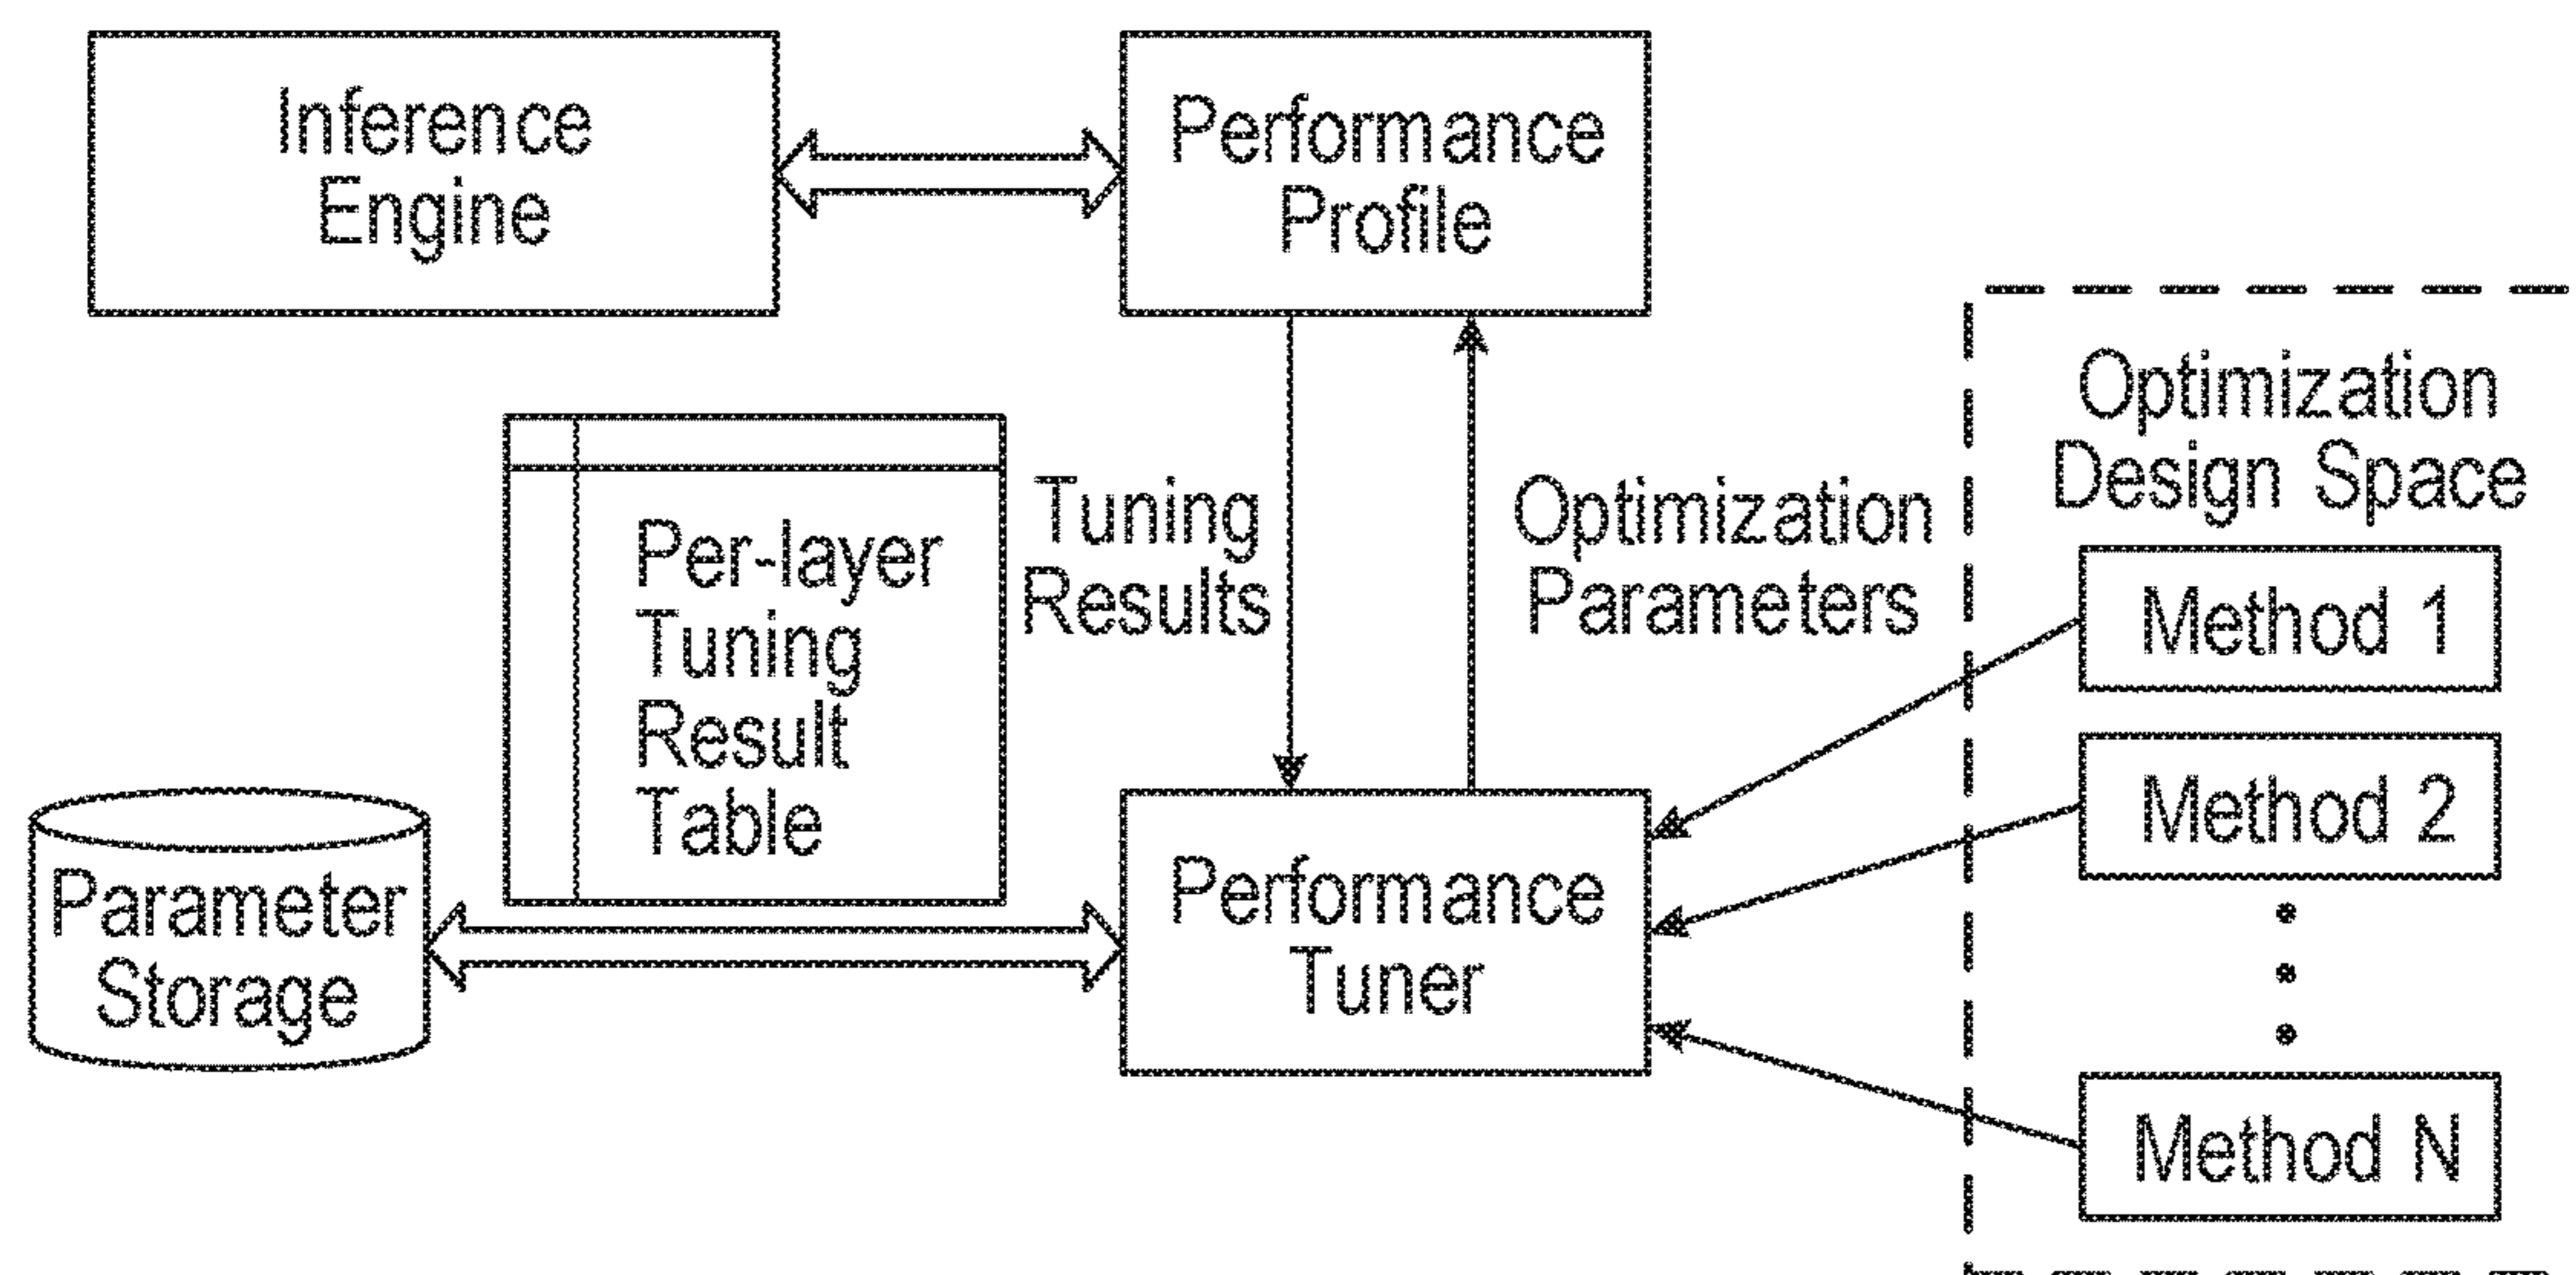 Inference
Engine
Performance
Profile
Optimization
Design Space
Per-layer
Tuning
Result
Table
Tuning
Results
Optimization
Parameters
Method 1
Method 2
Parameter
Storage
Performance
Tuner
Method N